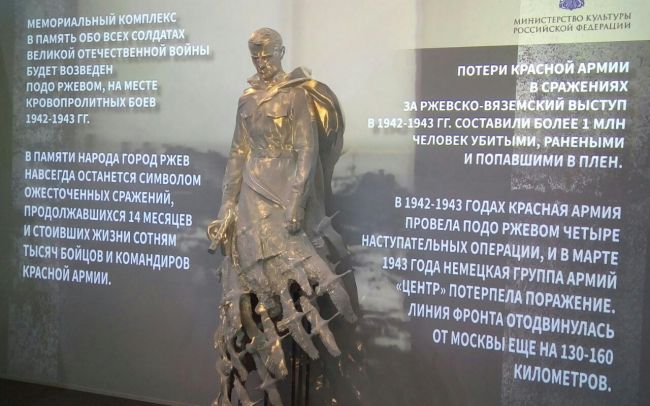 МЕМОРИАЛЬНЫЙ КОМПЛЕКС
В ПАМЯТЬ ОБО ВСЕХ СОЛДАТАХ
ВЕЛИКОЙ ОТЕЧЕСТВЕННОЙ ВОЙНЫ
БУДЕТ ВОЗВЕДЕН
ПОДО РЖЕВОМ, НА МЕСТЕ
КРОВОПРОЛИТНЫХ БОЕВ
1942-1943 ГГ.
В ПАМЯТИ НАРОДА ГОРОД РЖЕВ
НАВСЕГДА ОСТАНЕТСЯ СИМВОЛОМ
ОЖЕСТОЧЕННЫХ СРАЖЕНИЙ,
ПРОДОЛЖАВШИХСЯ 14 МЕСЯЦЕВ
И СТОИВШИХ ЖИЗНИ СОТНЯМ
ТЫСЯЧ БОЙЦОВ И КОМАНДИРОВ
КРАСНОЙ АРМИИ.
МИНИСТЕРСТВО КУЛЬТУРЫ
РОССИЙСКОЙ ФЕДЕРАЦИИ
ПОТЕРИ КРАСНОЙ АРМИИ
В СРАЖЕНИЯХ
ЗА РЖЕВСКО-ВЯЗЕМСКИЙ ВЫСТУП
В 1942-1943 ГГ. СОСТАВИЛИ БОЛЕЕ 1 МЛН
ЧЕЛОВЕК УБИТЫМИ, РАНЕНЫМИ
И ПОПАВШИМИ В ПЛЕН.
В 1942-1943 ГОДАХ КРАСНАЯ АРМИЯ
ПРОВЕЛА ПОДО РЖЕВОМ ЧЕТЫРЕ
НАСТУПАТЕЛЬНЫХ ОПЕРАЦИИ, И В МАРТЕ
1943 ГОДА НЕМЕЦКАЯ ГРУППА АРМИЙ
«ЦЕНТР» ПОТЕРПЕЛА ПОРАЖЕНИЕ.
ЛИНИЯ ФРОНТА ОТОДВИНУЛАСЬ
ОТ МОСКВЫ ЕЩЕ НА 130-160
КИЛОМЕТРОВ.